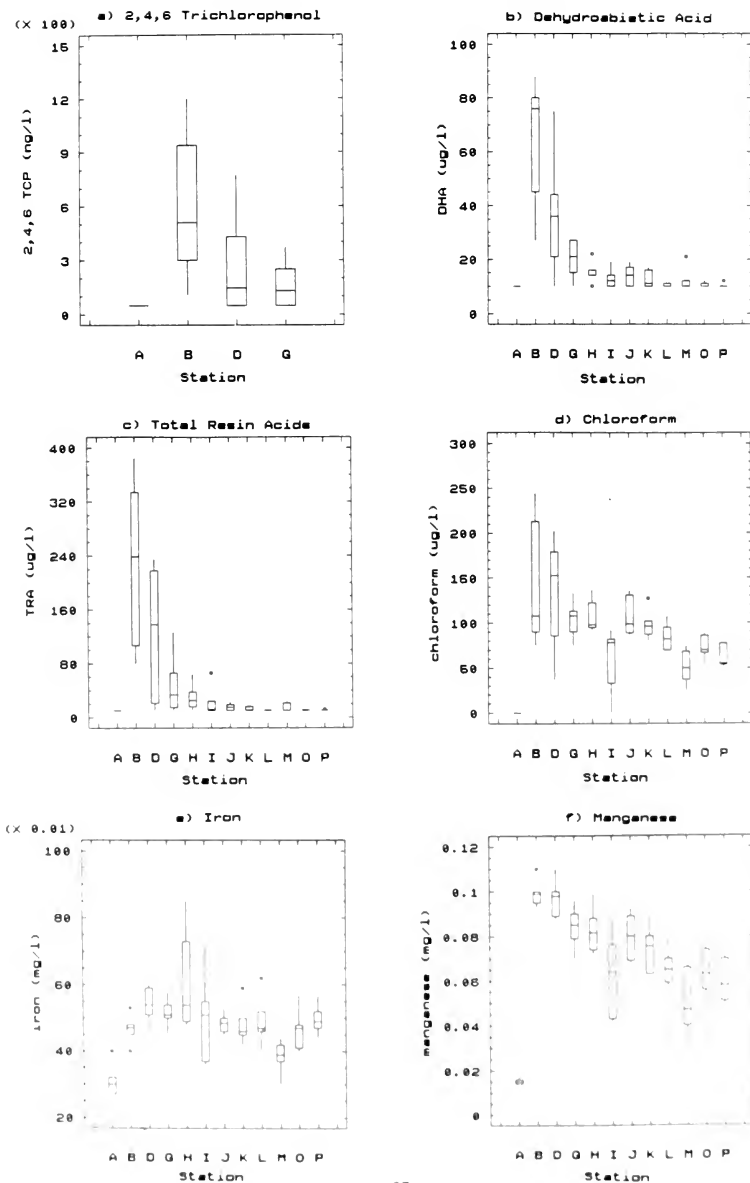 a) 2,4,6 Trichlorophenol
(X 100)
15
12
9
6
3
0
2,4,6 TCP (ng/l)
A B D G
Station
b) Dehydroabietic Acid
100
80
60
40
20
0
DHA (ug/l)
A B D G H I J K L M O P
Station
c) Total Resin Acids
400
320
240
160
80
0
TRA (ug/l)
A B D G H I J K L M O P
Station
d) Chloroform
300
250
200
150
100
50
0
chloroform (ug/l)
A B D G H I J K L M O P
Station
e) Iron
(X 0.01)
100
80
60
40
20
iron (mg/l)
A B D G H I J K L M O P
Station
f) Manganese
0.12
0.1
0.08
0.06
0.04
0.02
0
manganese (mg/l)
A B D G H I J K L M O P
Station